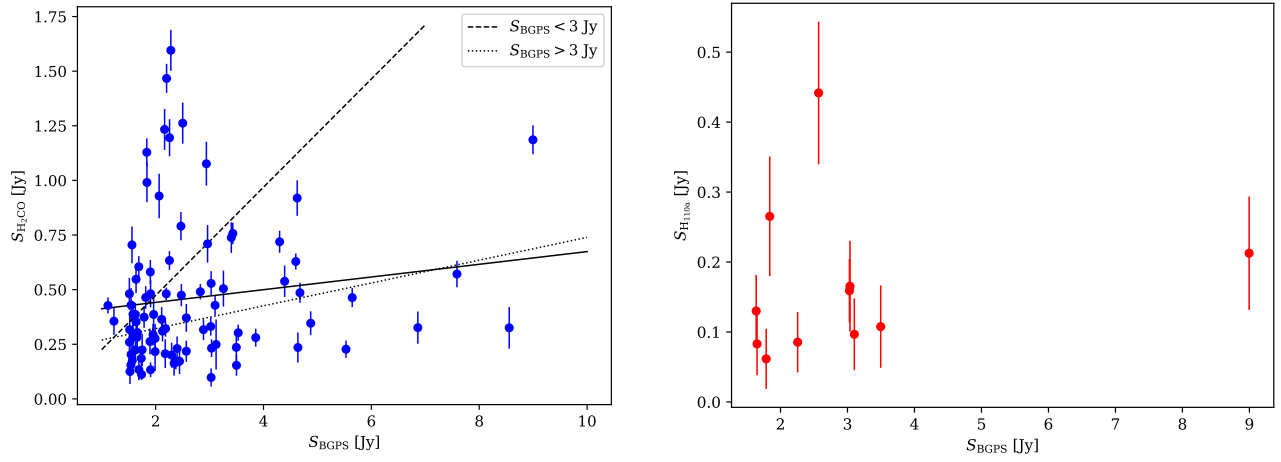 1.75
1.50
1.25
1.00
0.75
0.50
0.25
0.00
S_H₂CO [Jy]
S_BGPS < 3 Jy
S_BGPS > 3 Jy
2 4 6 8 10
S_BGPS [Jy]
0.5
0.4
0.3
0.2
0.1
0.0
S_H₁₁₀α [Jy]
2 3 4 5 6 7 8 9
S_BGPS [Jy]